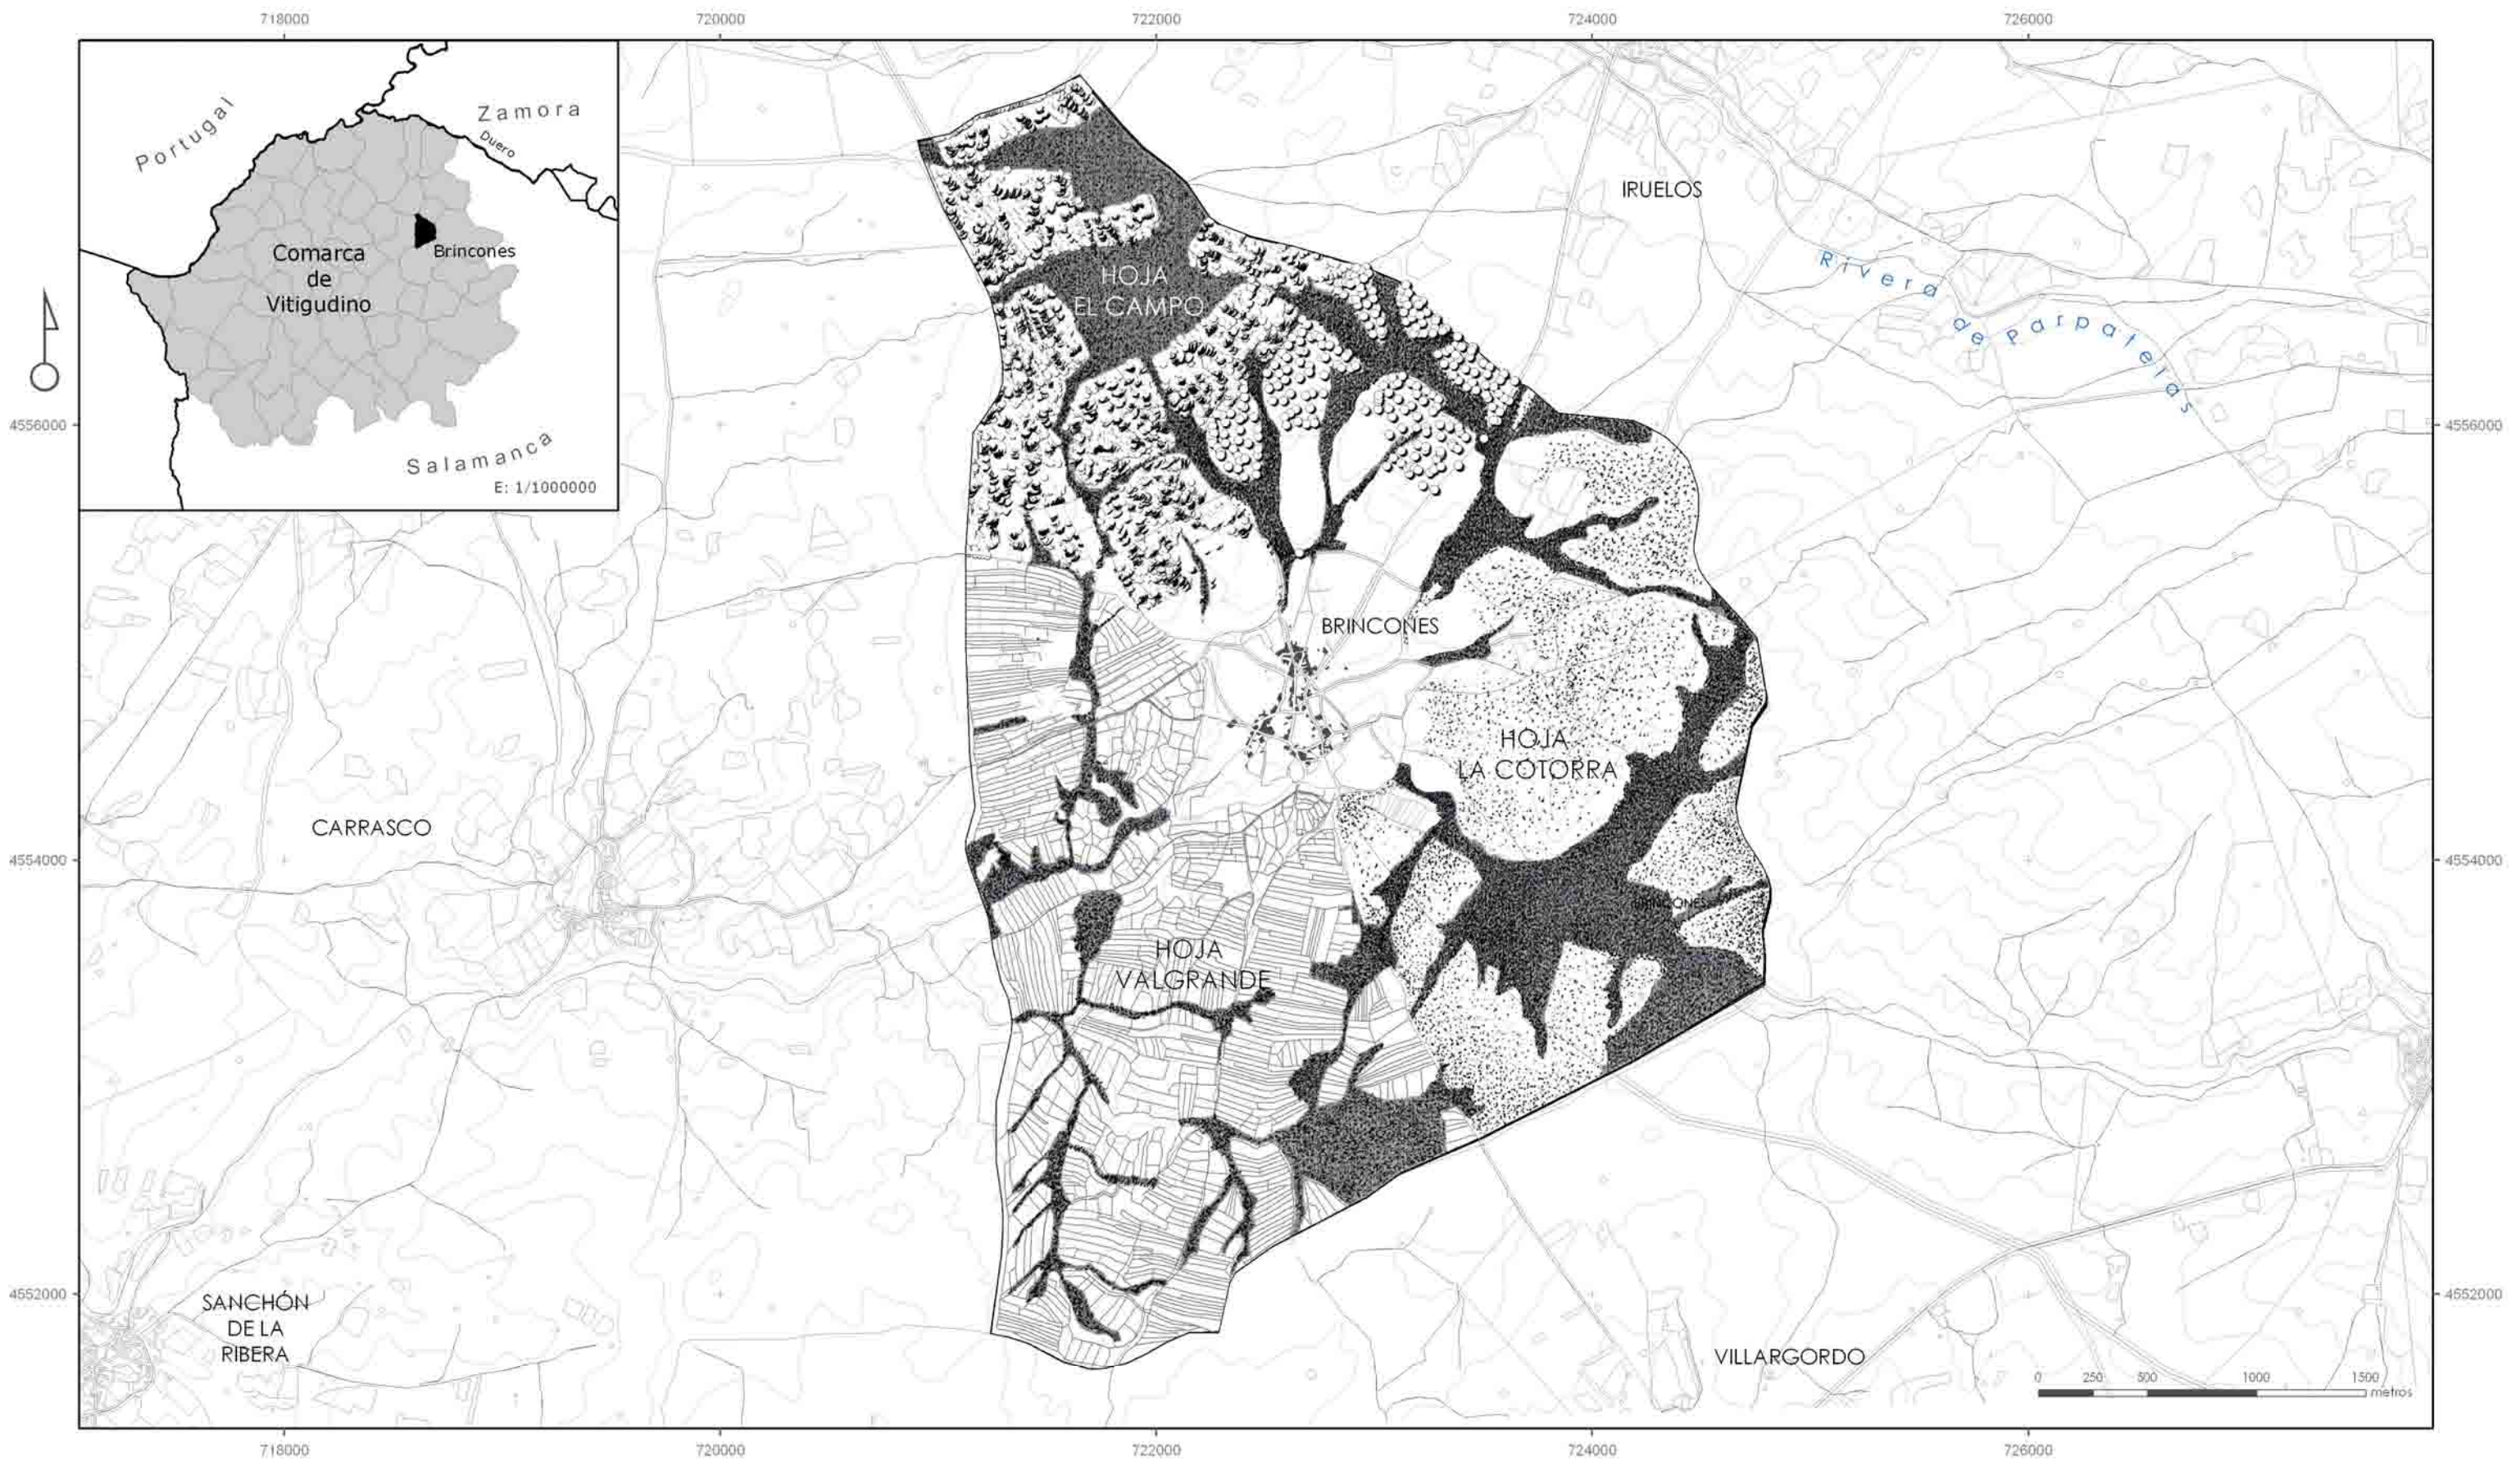 718000
720000
722000
724000
726000
Portugal
Zamora
Duero
Comarca
de
Vitigudino
Brincones
Salamanca
E: 1/1000000
IRUELOS
Rivera
de Parpatelas
HOJA
EL CAMPO
4556000
4556000
BRINCONES
HOJA
LA COTORRA
CARRASCO
4554000
4554000
BRINCONES
HOJA
VALGRANDE
4552000
4552000
SANCHÓN
DE LA
RIBERA
VILLARGORDO
0 250 500 1000 1500
metros
718000
720000
722000
724000
726000